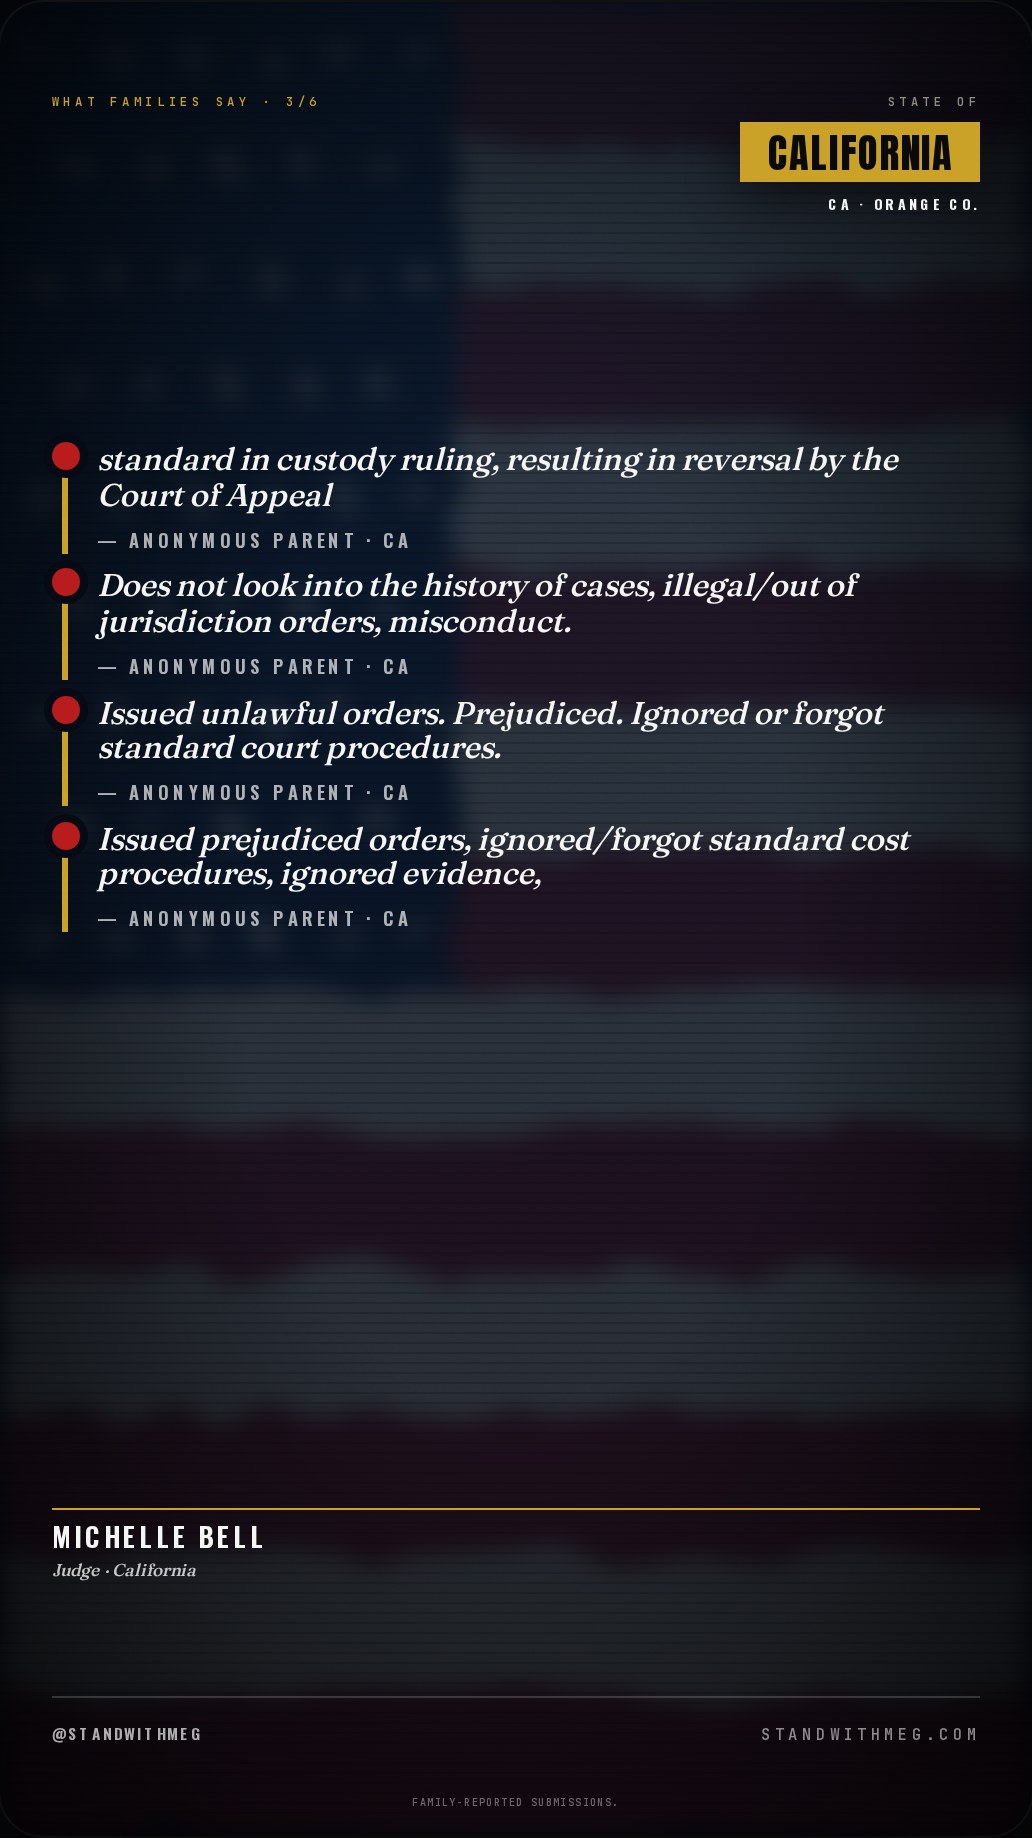 WHAT FAMILIES SAY · 3/6
STATE OF
CALIFORNIA
CA · ORANGE CO.
standard in custody ruling, resulting in reversal by the
Court of Appeal
— ANONYMOUS PARENT · CA
Does not look into the history of cases, illegal/out of
jurisdiction orders, misconduct.
— ANONYMOUS PARENT · CA
Issued unlawful orders. Prejudiced. Ignored or forgot
standard court procedures.
— ANONYMOUS PARENT · CA
Issued prejudiced orders, ignored/forgot standard cost
procedures, ignored evidence,
— ANONYMOUS PARENT · CA
MICHELLE BELL
Judge · California
@STANDWITHMEG
STANDWITHMEG.COM
FAMILY-REPORTED SUBMISSIONS.